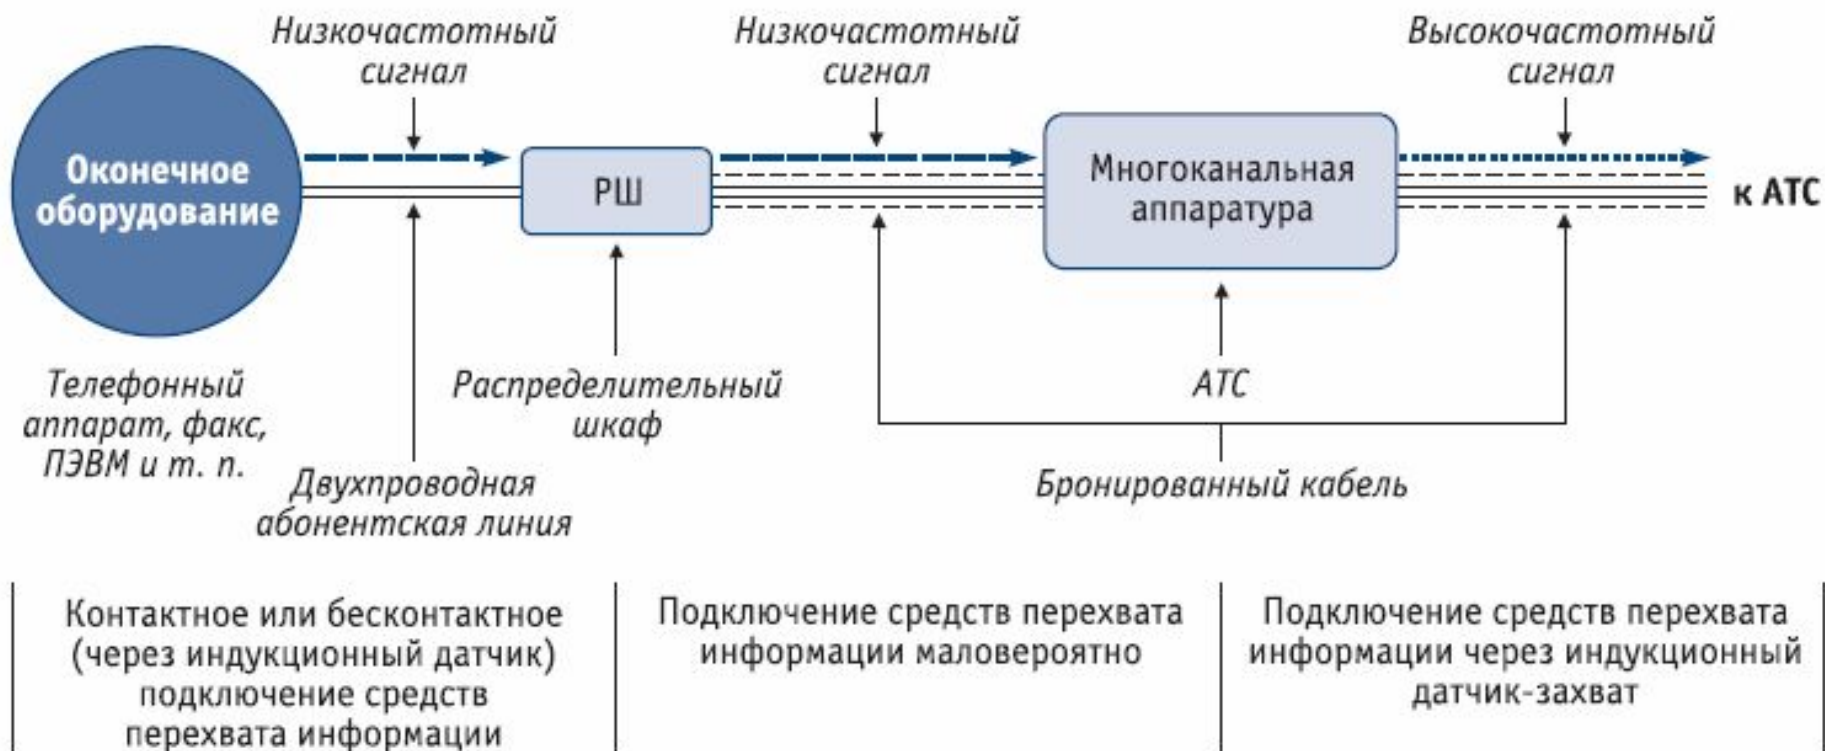 Низкочастотный
сигнал
Низкочастотный
сигнал
Высокочастотный
сигнал
Оконечное
оборудование
РШ
Многоканальная
аппаратура
к АТС
Телефонный
аппарат, факс,
ПЭВМ и т. п.
Распределительный
шкаф
АТС
Двухпроводная
абонентская линия
Бронированный кабель
Контактное или бесконтактное
(через индукционный датчик)
подключение средств
перехвата информации
Подключение средств перехвата
информации маловероятно
Подключение средств перехвата
информации через индукционный
датчик-захват